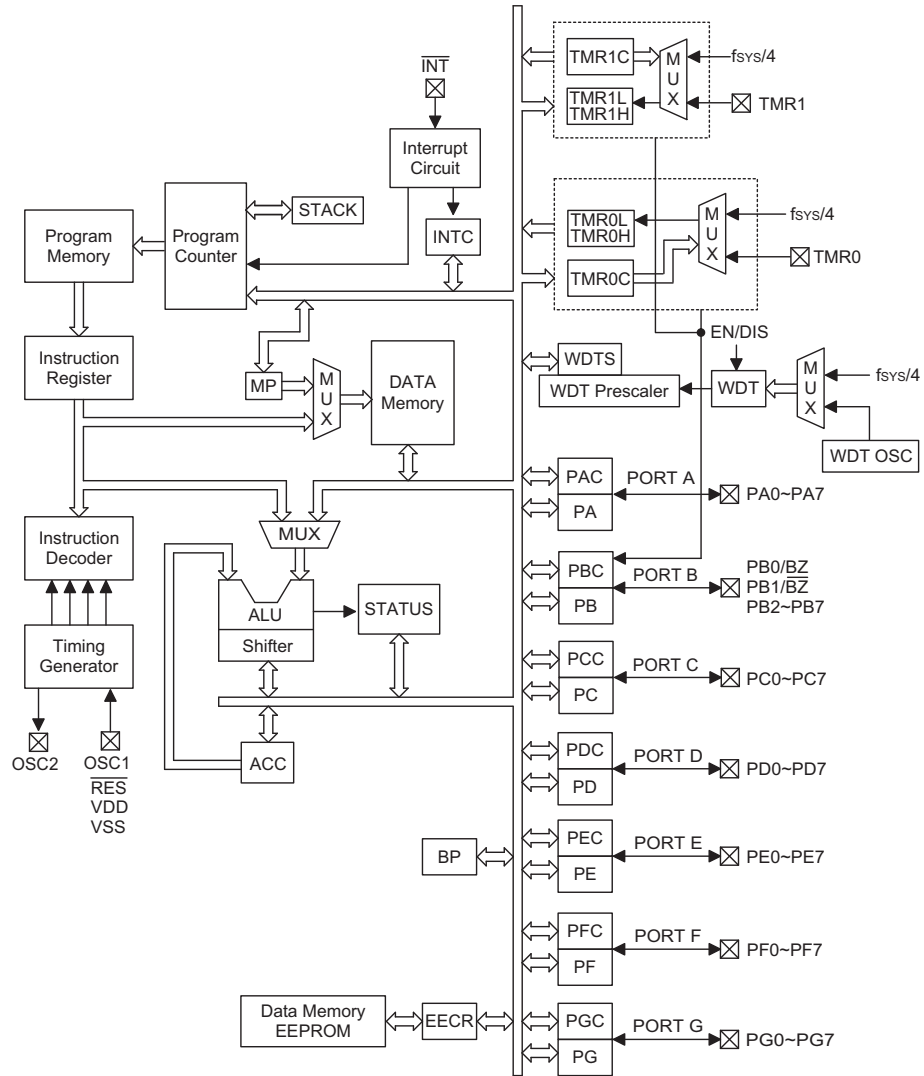 INT
Interrupt
Circuit
INTC
STACK
Program
Counter
Program
Memory
Instruction
Register
MP
MUX
DATA
Memory
MUX
Instruction
Decoder
ALU
Shifter
STATUS
Timing
Generator
OSC2
OSC1
RES
VDD
VSS
ACC
BP
Data Memory
EEPROM
EECR
TMR1C
TMR1L
TMR1H
MUX
fSYS/4
TMR1
TMR0L
TMR0H
TMR0C
MUX
fSYS/4
TMR0
EN/DIS
WDTS
WDT Prescaler
WDT
MUX
fSYS/4
WDT OSC
PAC
PA
PORT A
PA0~PA7
PBC
PB
PORT B
PB0/BZ
PB1/BZ
PB2~PB7
PCC
PC
PORT C
PC0~PC7
PDC
PD
PORT D
PD0~PD7
PEC
PE
PORT E
PE0~PE7
PFC
PF
PORT F
PF0~PF7
PGC
PG
PORT G
PG0~PG7